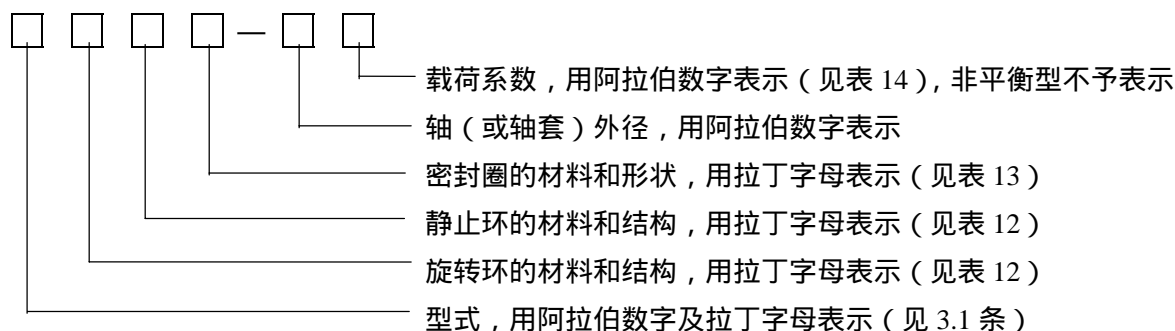 □ □ □ □ — □ □
载荷系数，用阿拉伯数字表示（见表 14），非平衡型不予表示
轴（或轴套）外径，用阿拉伯数字表示
密封圈的材料和形状，用拉丁字母表示（见表 13）
静止环的材料和结构，用拉丁字母表示（见表 12）
旋转环的材料和结构，用拉丁字母表示（见表 12）
型式，用阿拉伯数字及拉丁字母表示（见 3.1 条）